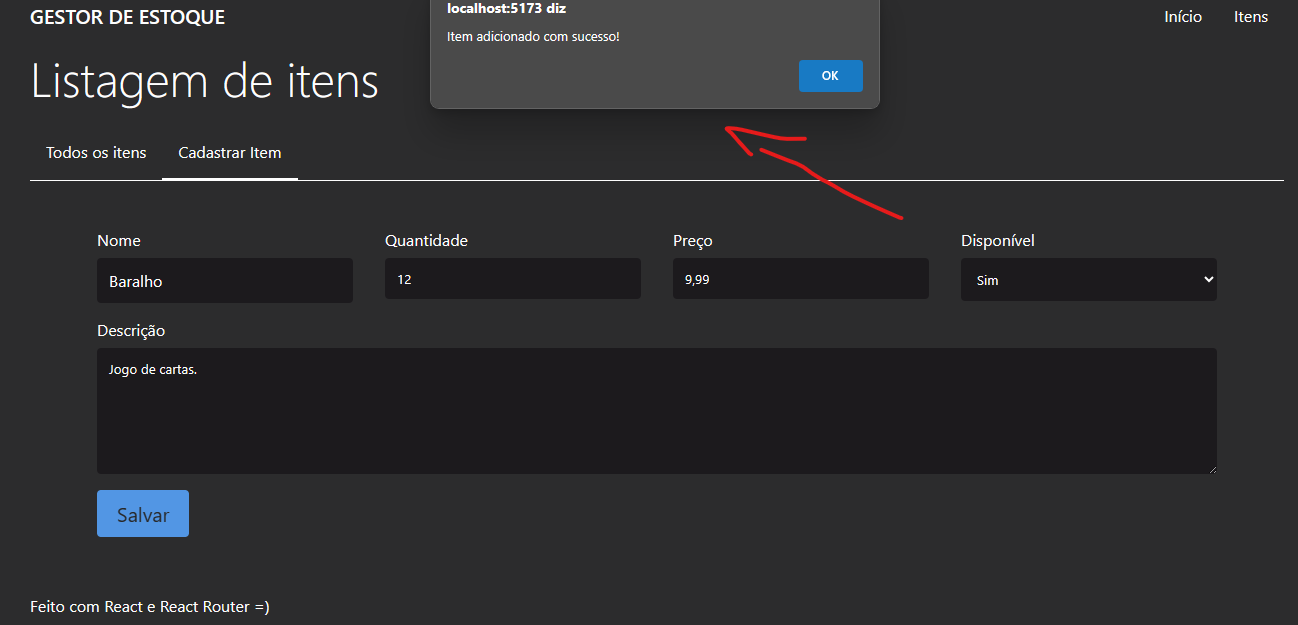 GESTOR DE ESTOQUE
localhost:5173 diz
Início Itens
Item adicionado com sucesso!
OK
Listagem de itens
Todos os itens Cadastrar Item
Nome Quantidade Preço Disponível
Baralho 12 9,99 Sim
Descrição
Jogo de cartas.
Salvar
Feito com React e React Router =)